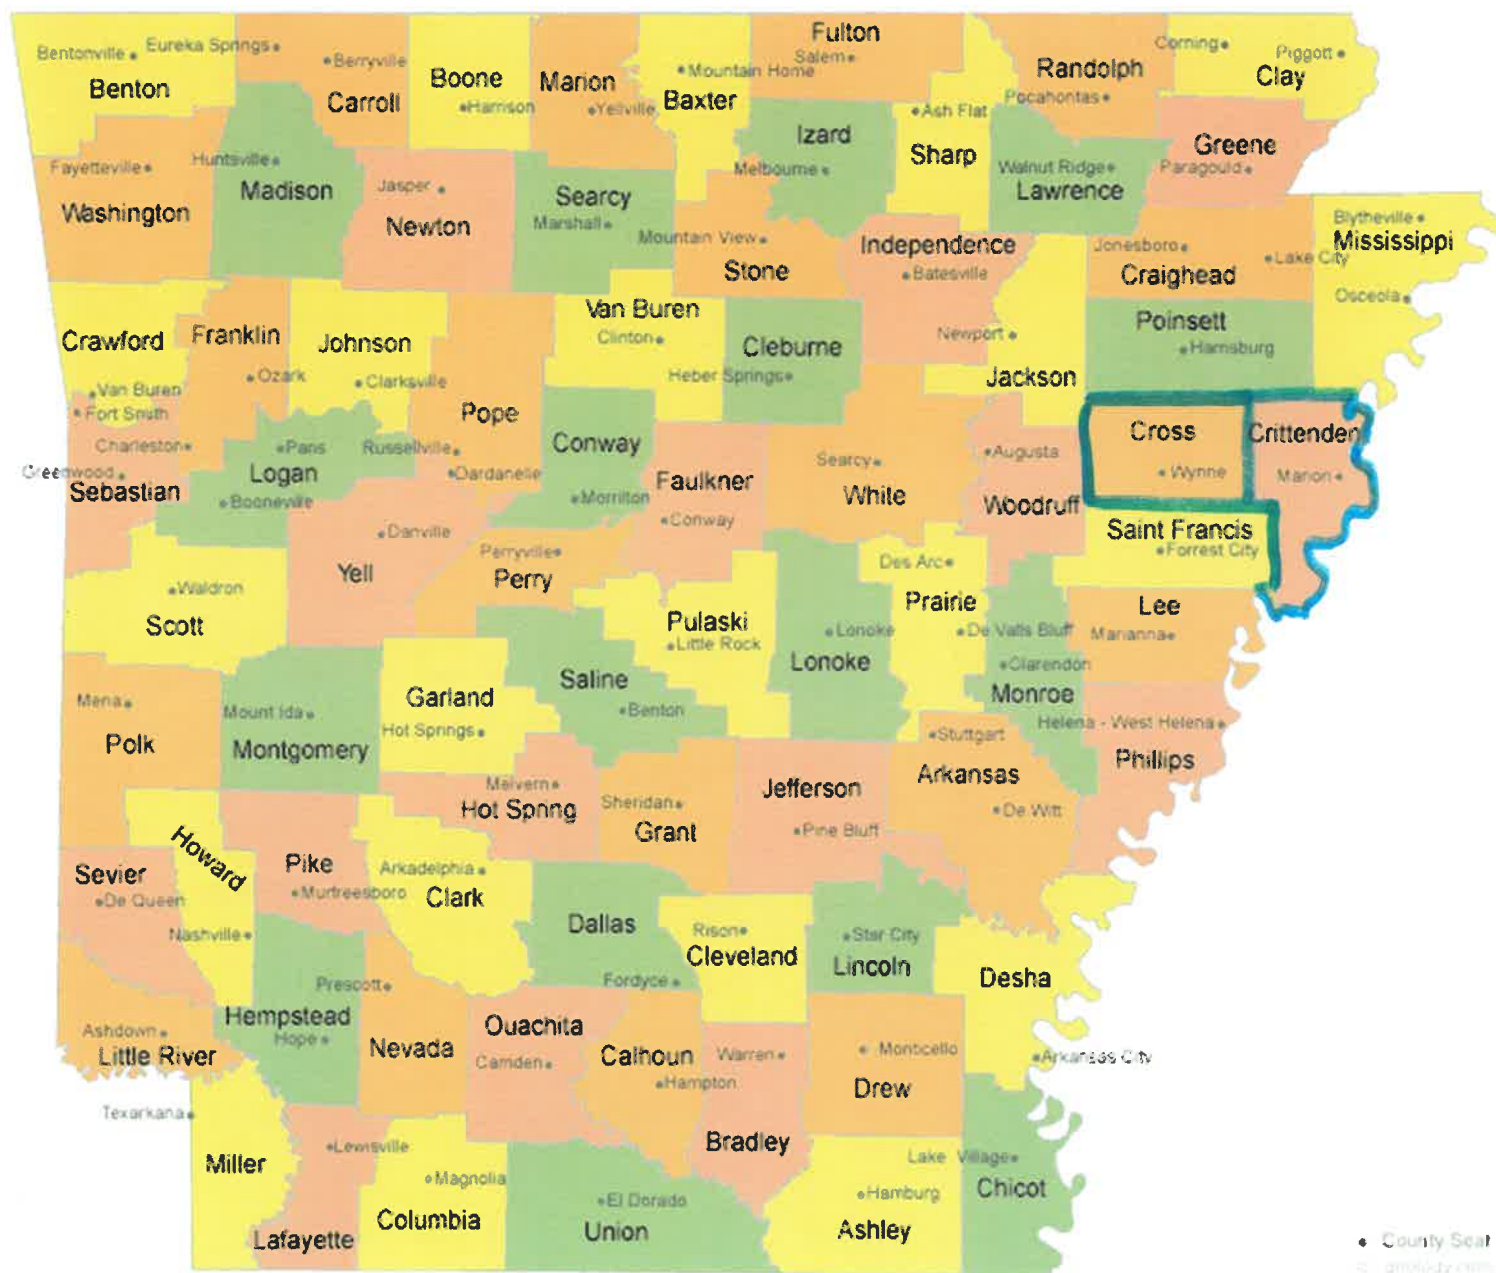 Bentonville
Eureka Springs
Berryville
Benton
Carroll
Boone
Harrison
Marion
Yellville
Mountain Home
Baxter
Fulton
Salem
Randolph
Pocahontas
Corning
Piggott
Clay
Fayetteville
Washington
Huntsville
Madison
Jasper
Newton
Searcy
Marshall
Mountain View
Stone
Izard
Melbourne
Ash Flat
Sharp
Walnut Ridge
Lawrence
Greene
Paragould
Independence
Batesville
Jonesboro
Lake City
Craighead
Blytheville
Mississippi
Osceola
Crawford
Van Buren
Fort Smith
Franklin
Ozark
Johnson
Clarksville
Pope
Russellville
Dardanelle
Van Buren
Clinton
Cleburne
Heber Springs
Newport
Jackson
Poinsett
Harrisburg
Charleston
Greenwood
Sebastian
Paris
Logan
Booneville
Conway
Morrilton
Faulkner
Conway
Searcy
White
Augusta
Woodruff
Cross
Wynne
Crittenden
Marion
Saint Francis
Forrest City
Waldron
Scott
Danville
Yell
Perryville
Perry
Pulaski
Little Rock
Lonoke
Lonoke
Des Arc
Prairie
De Valls Bluff
Clarendon
Monroe
Lee
Marianna
Mena
Polk
Mount Ida
Montgomery
Garland
Hot Springs
Saline
Benton
Malvern
Hot Spring
Sheridan
Grant
Jefferson
Pine Bluff
Stuttgart
Arkansas
De Witt
Helena - West Helena
Phillips
Sevier
De Queen
Howard
Nashville
Pike
Murfreesboro
Arkadelphia
Clark
Dallas
Fordyce
Rison
Cleveland
Star City
Lincoln
Desha
Arkansas City
Ashdown
Little River
Hempstead
Hope
Prescott
Nevada
Ouachita
Camden
Calhoun
Hampton
Warren
Bradley
Monticello
Drew
Texarkana
Miller
Lewisville
Lafayette
Magnolia
Columbia
El Dorado
Union
Hamburg
Ashley
Lake Village
Chicot
County Seat